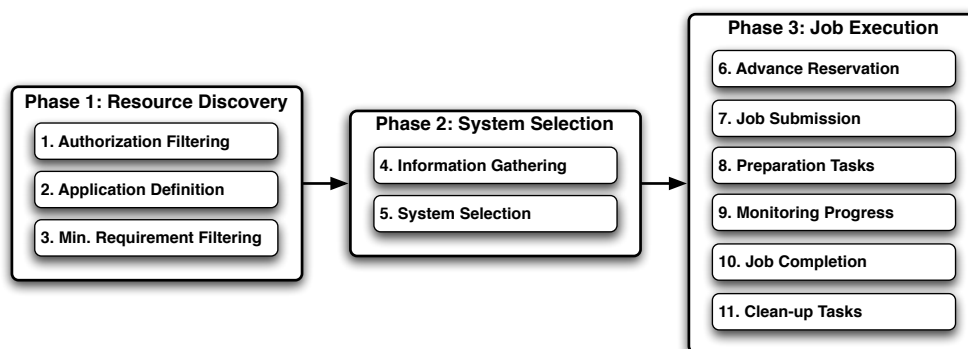 Phase 1: Resource Discovery
1. Authorization Filtering
2. Application Definition
3. Min. Requirement Filtering
Phase 2: System Selection
4. Information Gathering
5. System Selection
Phase 3: Job Execution
6. Advance Reservation
7. Job Submission
8. Preparation Tasks
9. Monitoring Progress
10. Job Completion
11. Clean-up Tasks